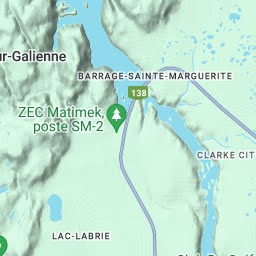 ur-Galienne
BARRAGE-SAINTE-MARGUERITE
138
ZEC Matimek,
poste SM-2
CLARKE CIT
LAC-LABRIE